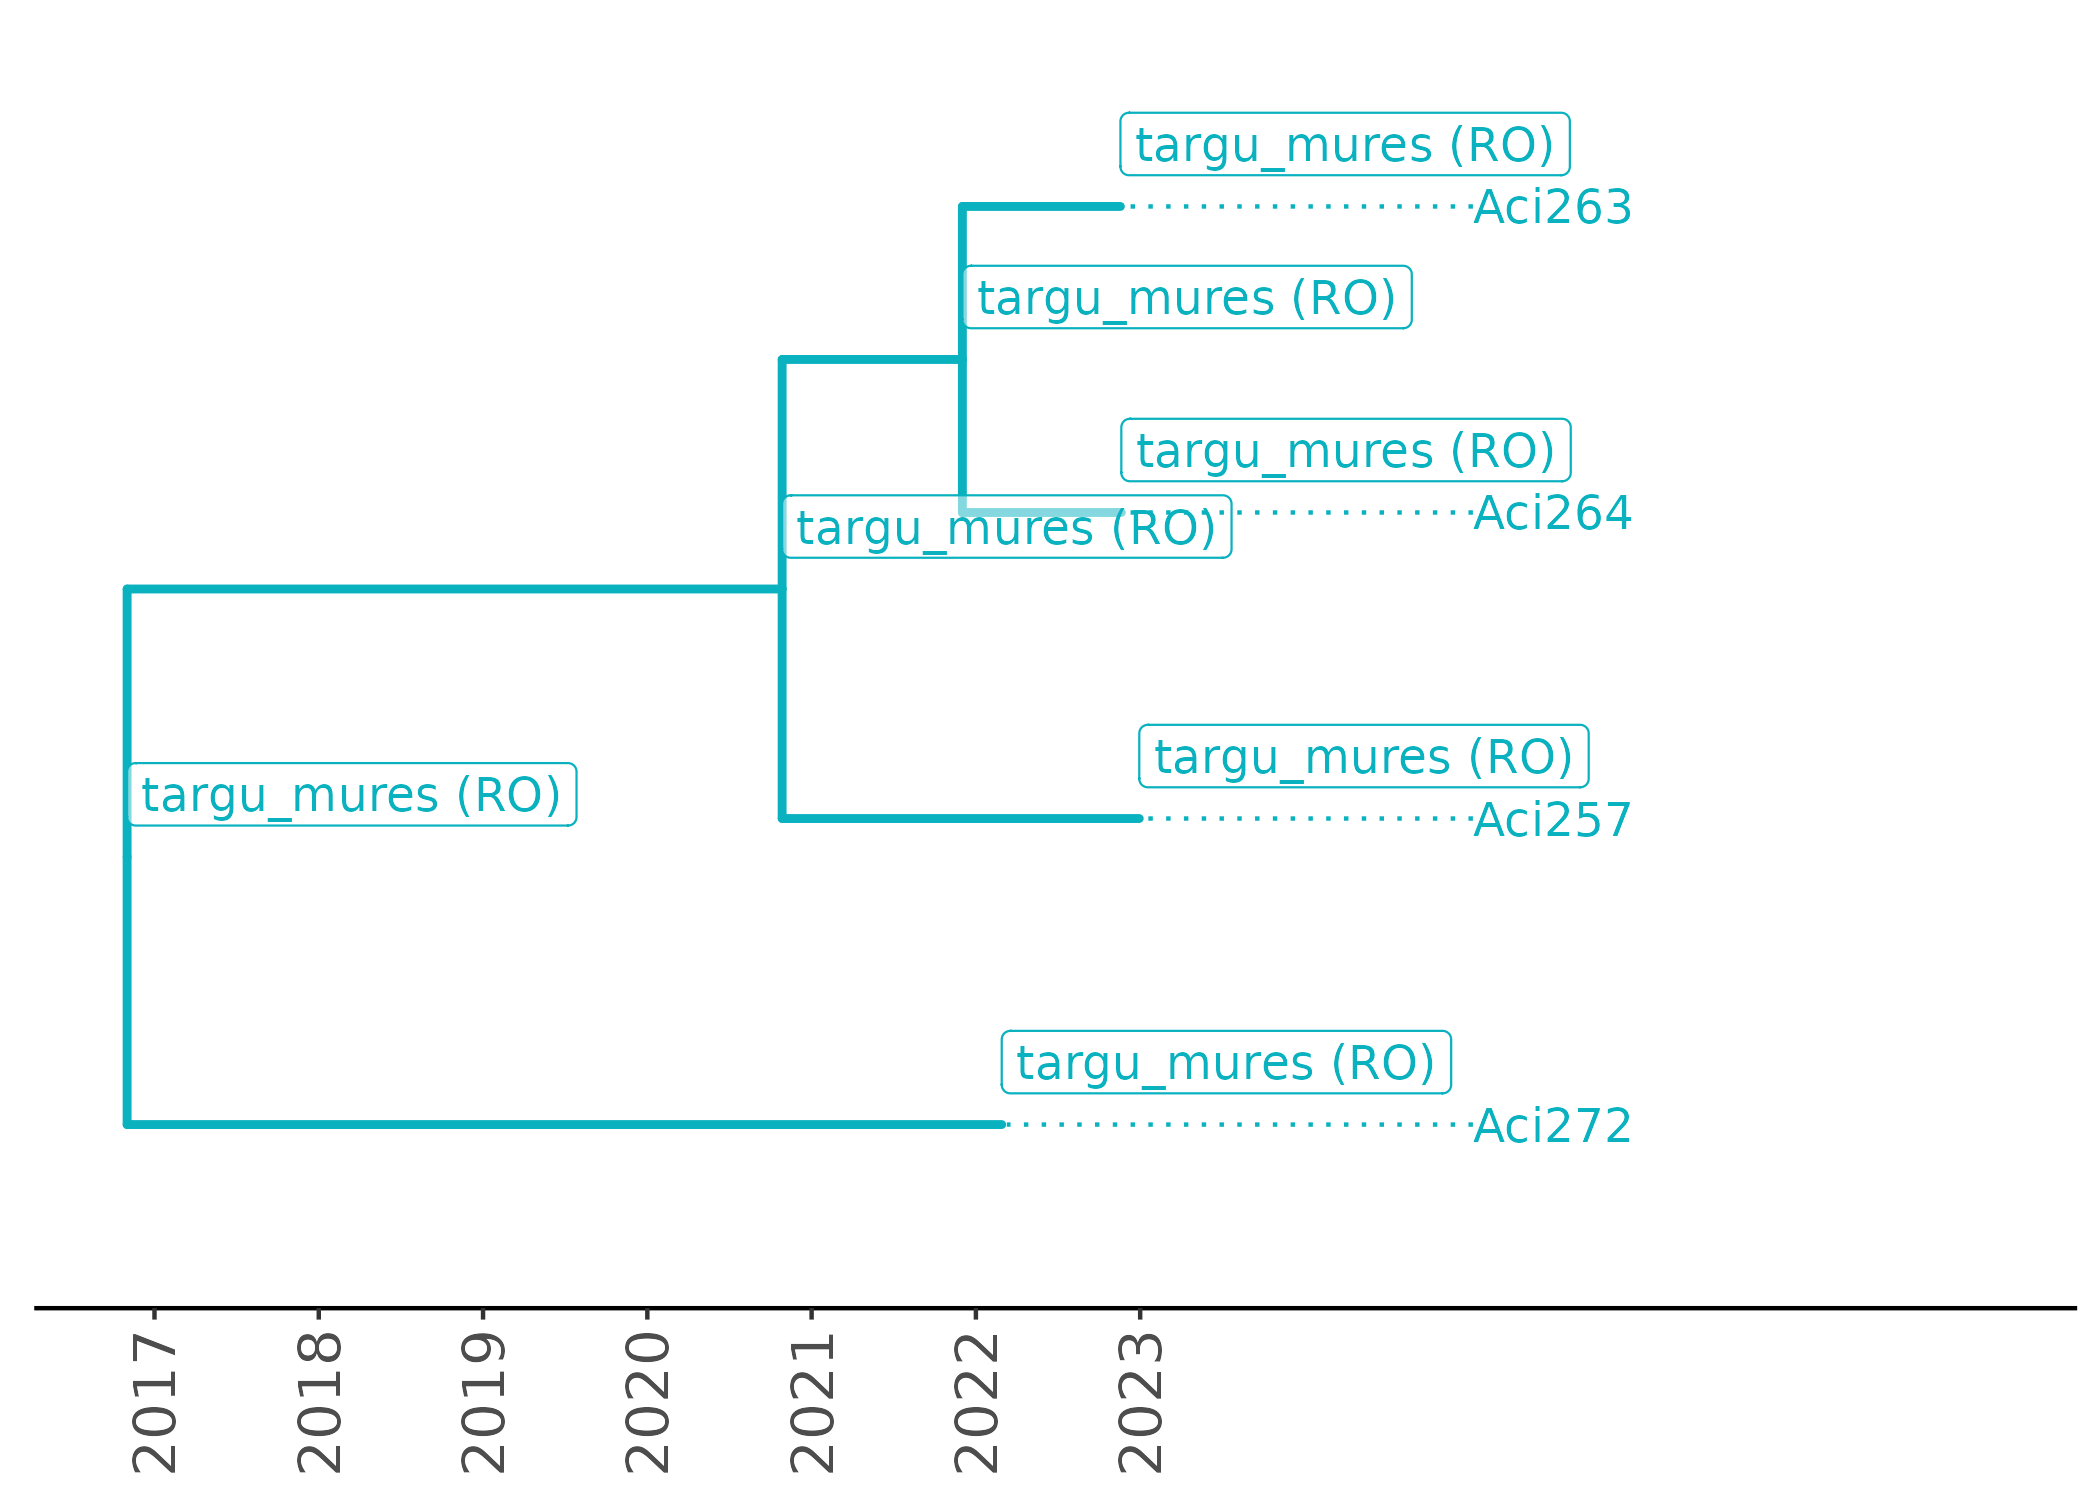 targu_mures (RO)
Aci263
targu_mures (RO)
targu_mures (RO)
Aci264
targu_mures (RO)
targu_mures (RO)
Aci257
targu_mures (RO)
targu_mures (RO)
Aci272
2017
2018
2019
2020
2021
2022
2023